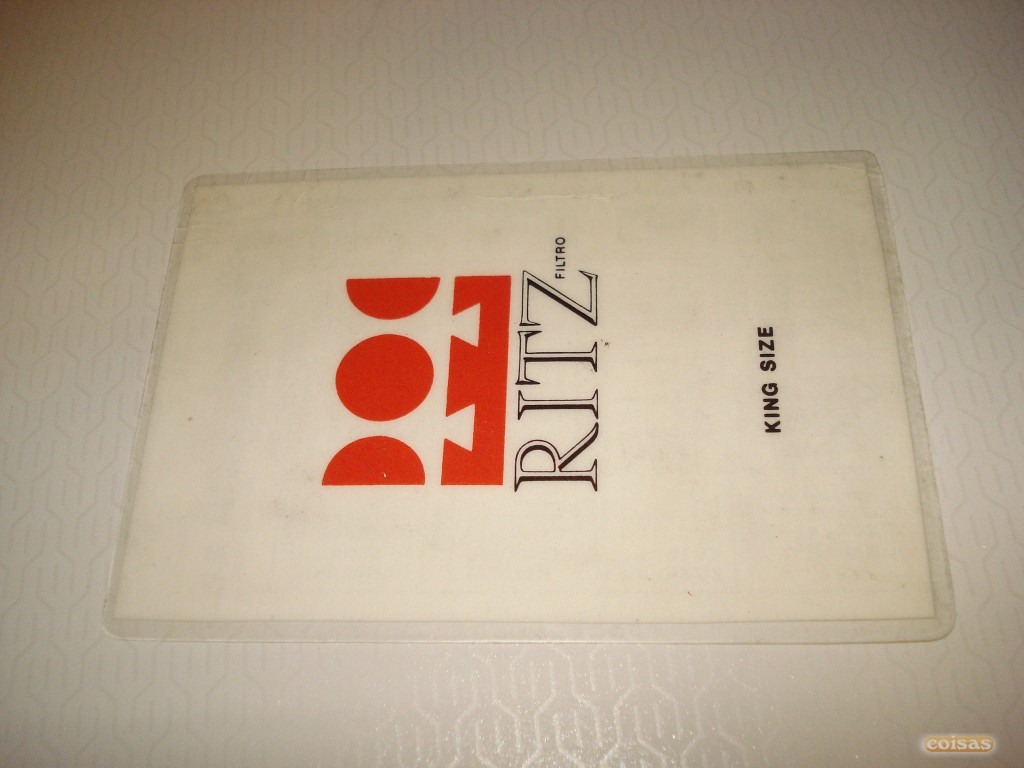 RITZ
FILTRO
KING SIZE
coisas